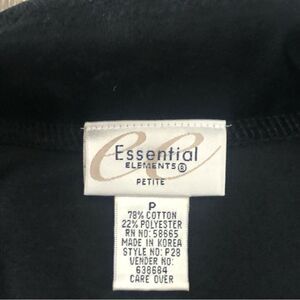 ee
Essential
ELEMENTS®
PETITE
P
78% COTTON
22% POLYESTER
RN NO: 58665
MADE IN KOREA
STYLE NO: P28
VENDER NO:
638684
CARE OVER